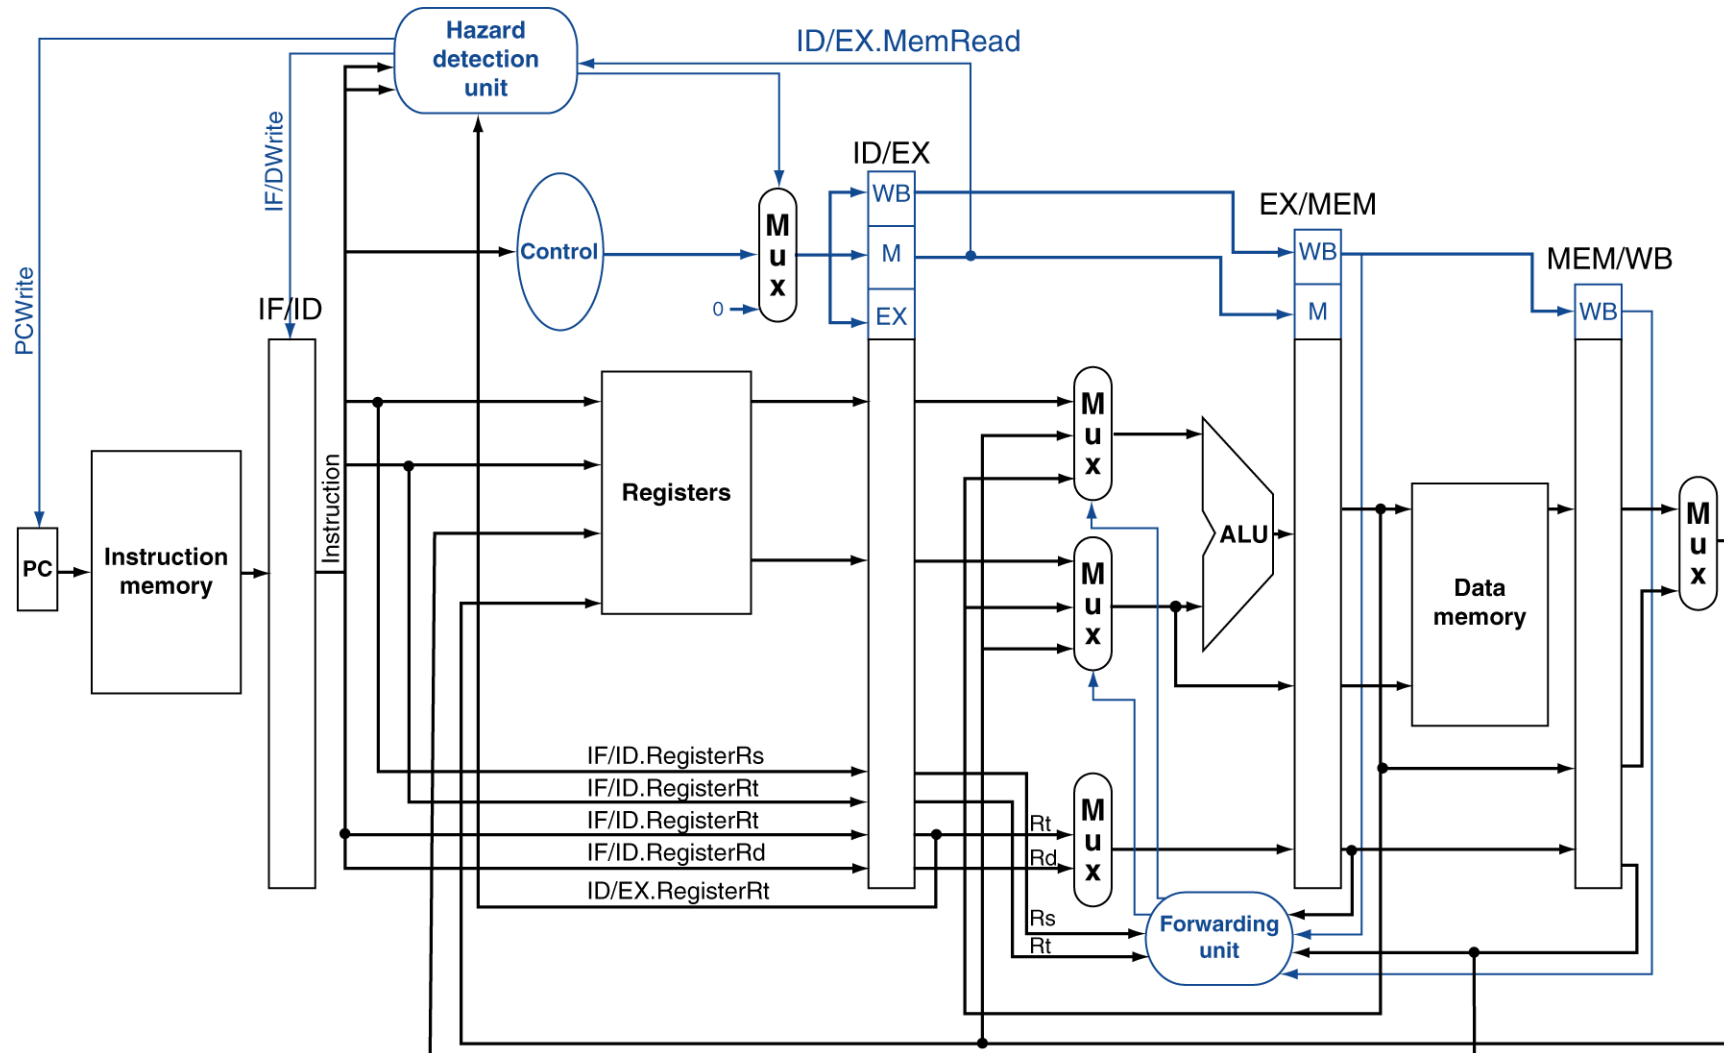 Hazard
detection
unit
ID/EX.MemRead
IF/DWrite
PCWrite
ID/EX
WB
M
EX
Control
M
u
x
0
EX/MEM
WB
M
MEM/WB
WB
IF/ID
Instruction
PC
Instruction
memory
Registers
M
u
x
M
u
x
ALU
Data
memory
M
u
x
IF/ID.RegisterRs
IF/ID.RegisterRt
IF/ID.RegisterRt
IF/ID.RegisterRd
ID/EX.RegisterRt
Rt
Rd
M
u
x
Rs
Rt
Forwarding
unit